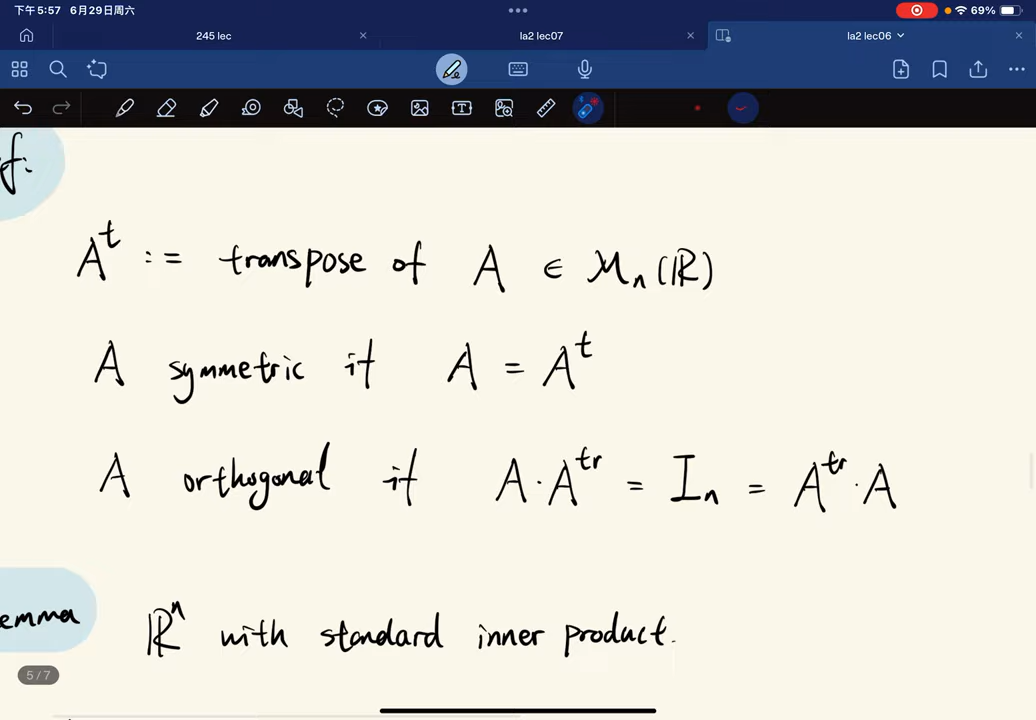 下午5:57 6月29日周六
69%
245 lec
la2 lec07
la2 lec06
f:
A^t := transpose of A ∈ M_n(ℝ)
A symmetric if A = A^t
A orthogonal if A·A^tr = I_n = A^tr·A
emma ℝ^n with standard inner product.
5/7